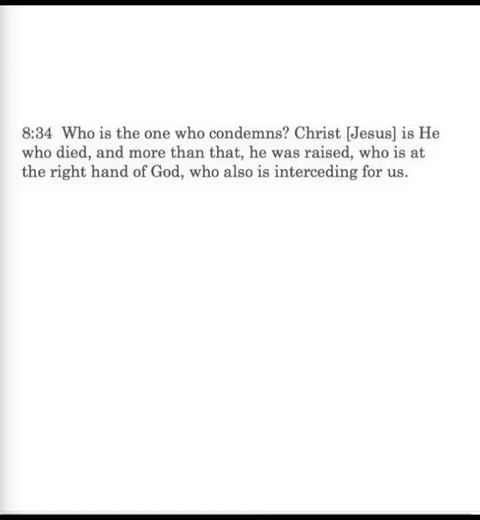 8:34 Who is the one who condemns? Christ [Jesus] is He
who died, and more than that, he was raised, who is at
the right hand of God, who also is interceding for us.